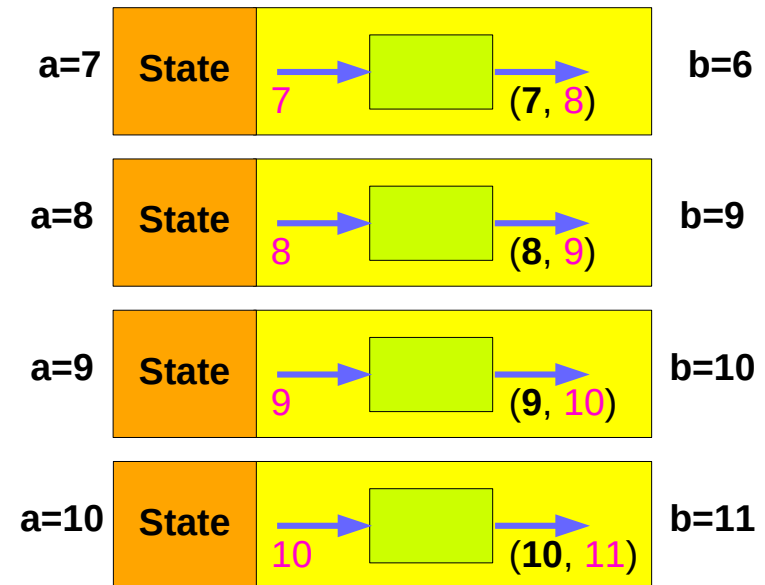 a=7 State 7 (7, 8) b=6
a=8 State 8 (8, 9) b=9
a=9 State 9 (9, 10) b=10
a=10 State 10 (10, 11) b=11